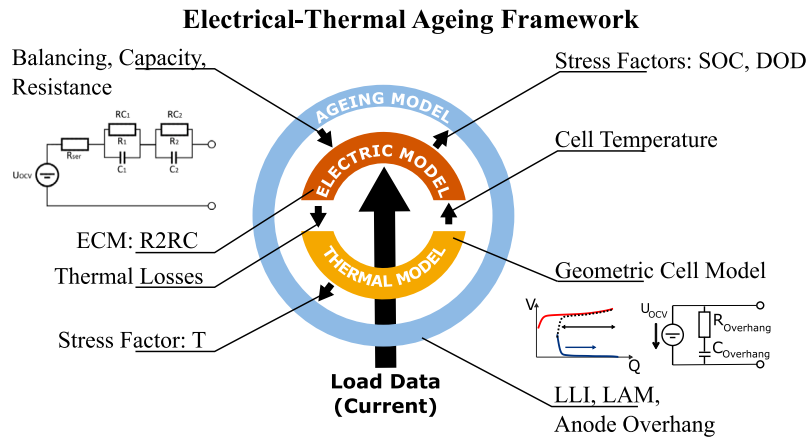 Electrical-Thermal Ageing Framework
Balancing, Capacity,
Resistance
Stress Factors: SOC, DOD
AGEING MODEL
RC1
RC2
R1
R2
Rser
C1
C2
UOCV
ELECTRIC MODEL
Cell Temperature
ECM: R2RC
Thermal Losses
THERMAL MODEL
Geometric Cell Model
V
Q
UOCV
ROverhang
COverhang
Stress Factor: T
Load Data
(Current)
LLI, LAM,
Anode Overhang